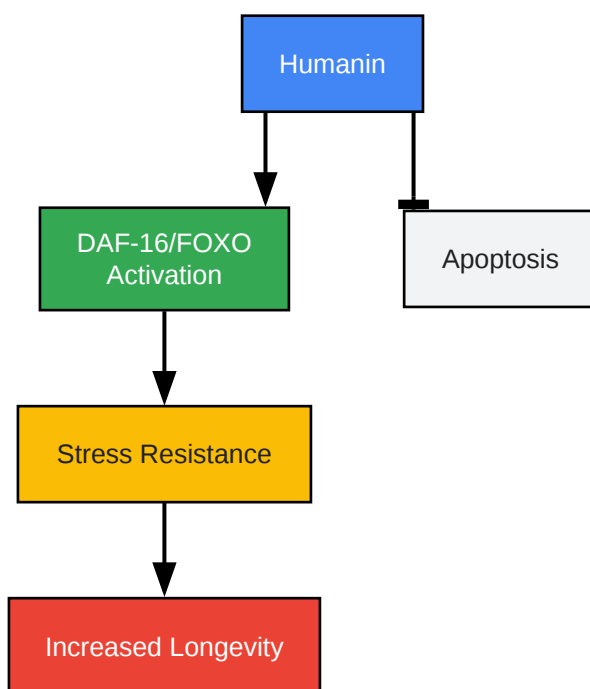 Humanin
DAF-16/FOXO
Activation
Apoptosis
Stress Resistance
Increased Longevity